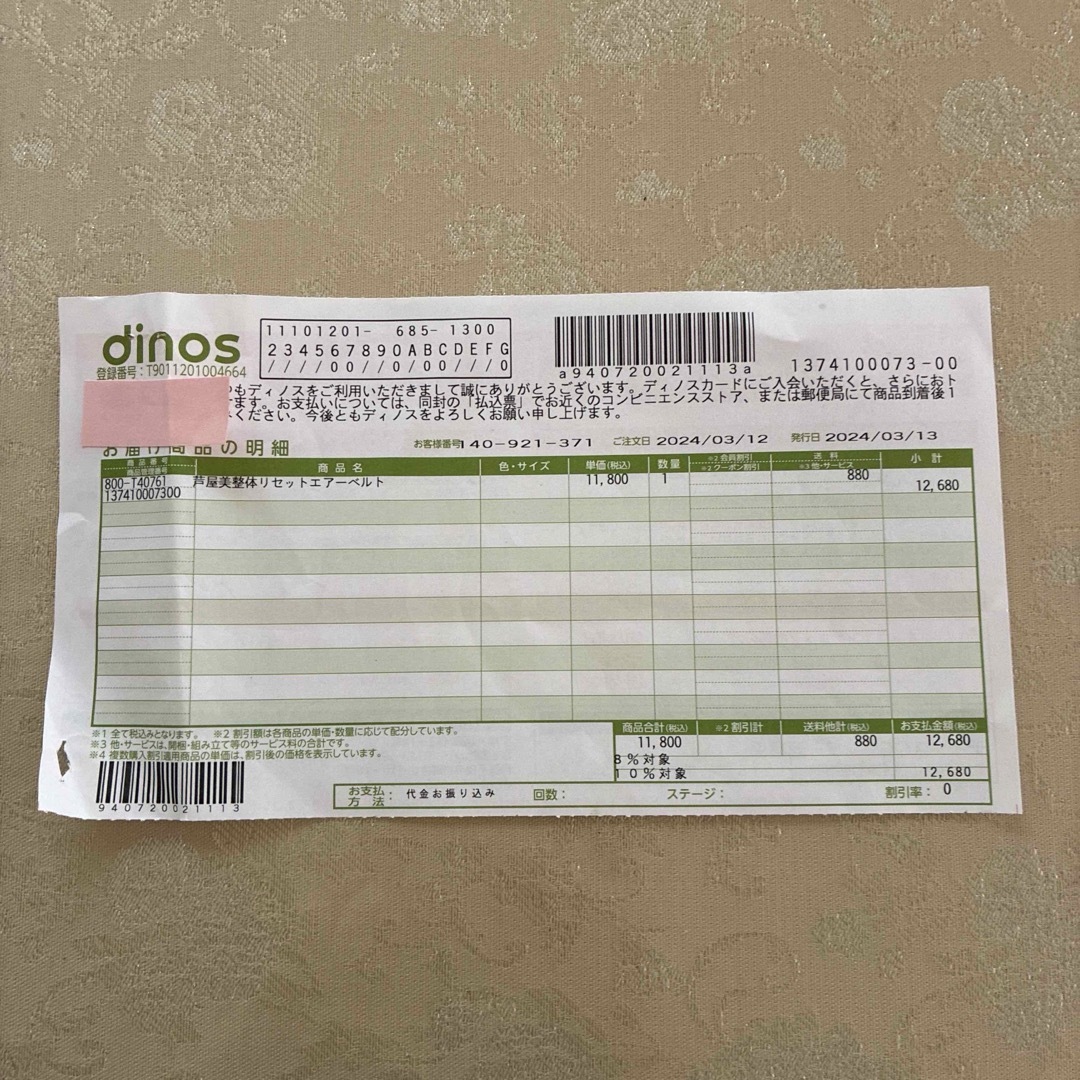 dinos
登録番号：T9011201004664
11101201- 685-1300
234567890ABCDEFG
////00//0/00///0
a940720021113a
1374100073-00
もディノスをご利用いただきまして誠にありがとうございます。ディノスカードにご入会いただくと、さらにおト
ます。お支払いについては、同封の「払込票」でお近くのコンビニエンスストア、または郵便局にて商品到着後1
ください。今後ともディノスをよろしくお願い申し上げます。
お届け商品の明細
お客様番号 140-921-371 ご注文日 2024/03/12 発行日 2024/03/13
商品番号
商品管理番号
商品名 色・サイズ 単価(税込) 数量 ※2 会員割引 送料 小計
※2 クーポン割引 ※3 他・サービス
800-T40761 芦屋美整体リセットエアーベルト 11,800 1 880 12,680
137410007300
※1 全て税込みとなります。 ※2 割引額は各商品の単価・数量に応じて配分しています。
※3 他・サービスは、開梱・組み立て等のサービス料の合計です。
※4 複数購入割引適用商品の単価は、割引後の価格を表示しています。
商品合計(税込) ※2 割引計 送料他計(税込) お支払金額(税込)
11,800 880 12,680
8%対象
10%対象 12,680
940720021113
お支払方法： 代金お振り込み 回数： ステージ： 割引率： 0